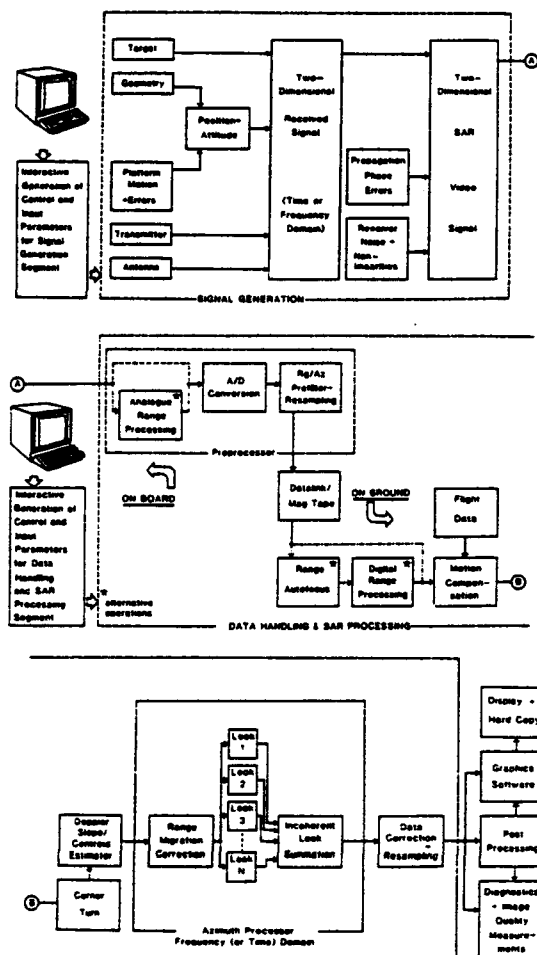 Target
Geometry
Position-
Attitude
Platform
Motion
+Errors
Transmitter
Antenna
Two-
Dimensional
Received
Signal
(Time or
Frequency
Domain)
Propagation
Phase
Errors
Receiver
Noise +
Non-
linearities
Two-
Dimensional
SAR
Video
Signal
A
Interactive
Generation of
Control and
Input
Parameters
for Signal
Generation
Segment
SIGNAL GENERATION
A
Analogue *
Range
Processing
A/D
Conversion
Rg/Az
Prefilter-
Resampling
Preprocessor
ON BOARD
Datalink/
Mag Tape
ON GROUND
Flight
Data
Interactive
Generation of
Control and
Input
Parameters
for Data
Handling
and SAR
Processing
Segment
* alternative
operations
Range *
Autofocus
Digital *
Range
Processing
Motion
Compen-
sation
B
DATA HANDLING & SAR PROCESSING
Display +
Hard Copy
Graphics
Software
Post
Processing
Diagnostics
+ Image
Quality
Measure-
ments
Look
1
Look
2
Look
3
Look
N
Doppler
Slope/
Centroid
Estimator
Range
Migration
Correction
Incoherent
Look
Summation
Data
Correction
- Resampling
B
Corner
Turn
Azimuth Processor
Frequency (or Time) Domain